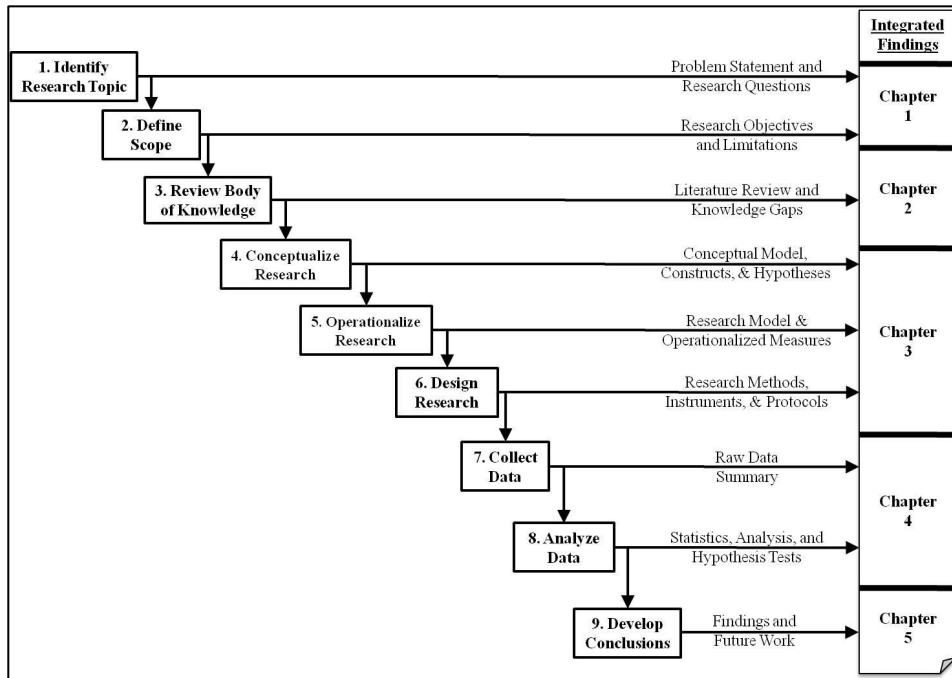 Integrated
Findings
1. Identify
Research Topic
Problem Statement and
Research Questions
Chapter
1
2. Define
Scope
Research Objectives
and Limitations
3. Review Body
of Knowledge
Literature Review and
Knowledge Gaps
Chapter
2
4. Conceptualize
Research
Conceptual Model,
Constructs, & Hypotheses
5. Operationalize
Research
Research Model &
Operationalized Measures
Chapter
3
6. Design
Research
Research Methods,
Instruments, & Protocols
7. Collect
Data
Raw Data
Summary
Chapter
4
8. Analyze
Data
Statistics, Analysis, and
Hypothesis Tests
9. Develop
Conclusions
Findings and
Future Work
Chapter
5